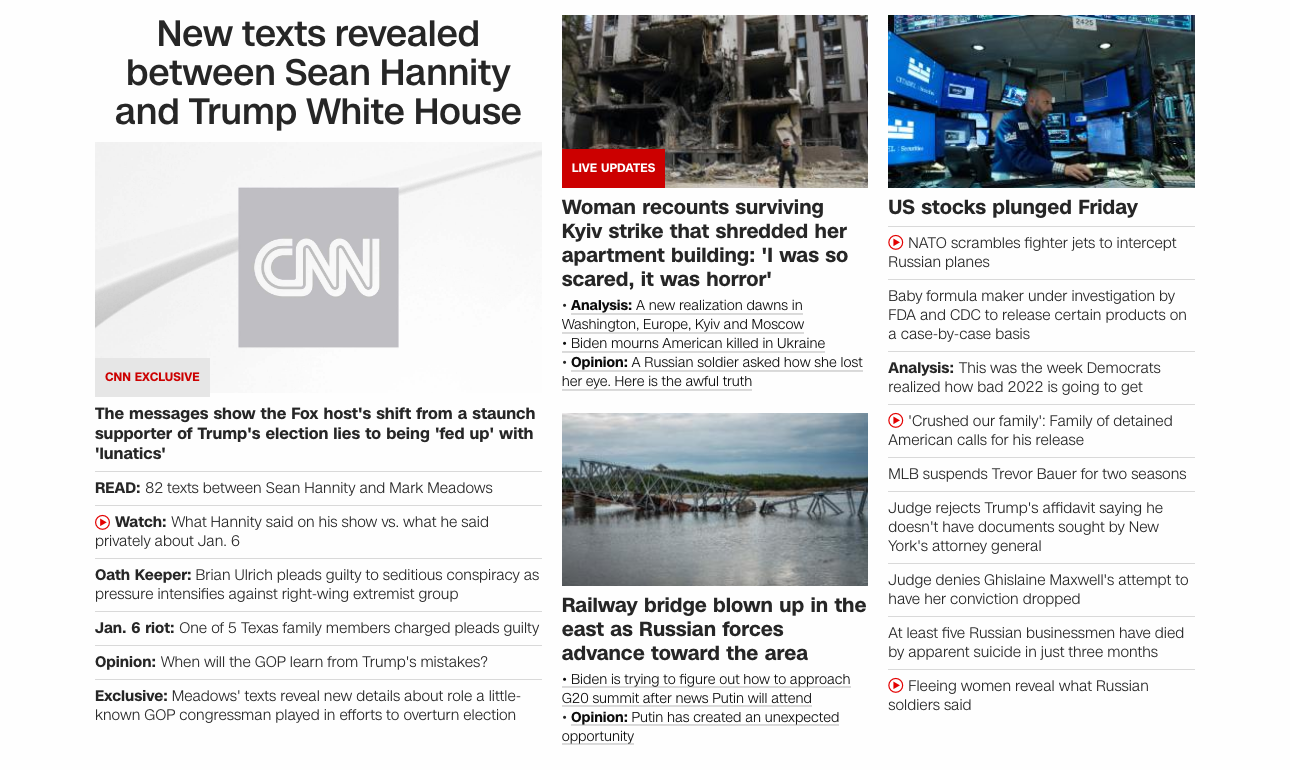 New texts revealed
between Sean Hannity
and Trump White House
CNN
CNN EXCLUSIVE
The messages show the Fox host's shift from a staunch
supporter of Trump's election lies to being 'fed up' with
'lunatics'
READ: 82 texts between Sean Hannity and Mark Meadows
Watch: What Hannity said on his show vs. what he said
privately about Jan. 6
Oath Keeper: Brian Ulrich pleads guilty to seditious conspiracy as
pressure intensifies against right-wing extremist group
Jan. 6 riot: One of 5 Texas family members charged pleads guilty
Opinion: When will the GOP learn from Trump's mistakes?
Exclusive: Meadows' texts reveal new details about role a little-
known GOP congressman played in efforts to overturn election
LIVE UPDATES
Woman recounts surviving
Kyiv strike that shredded her
apartment building: 'I was so
scared, it was horror'
• Analysis: A new realization dawns in
Washington, Europe, Kyiv and Moscow
• Biden mourns American killed in Ukraine
• Opinion: A Russian soldier asked how she lost
her eye. Here is the awful truth
Railway bridge blown up in the
east as Russian forces
advance toward the area
• Biden is trying to figure out how to approach
G20 summit after news Putin will attend
• Opinion: Putin has created an unexpected
opportunity
2425
US stocks plunged Friday
NATO scrambles fighter jets to intercept
Russian planes
Baby formula maker under investigation by
FDA and CDC to release certain products on
a case-by-case basis
Analysis: This was the week Democrats
realized how bad 2022 is going to get
'Crushed our family': Family of detained
American calls for his release
MLB suspends Trevor Bauer for two seasons
Judge rejects Trump's affidavit saying he
doesn't have documents sought by New
York's attorney general
Judge denies Ghislaine Maxwell's attempt to
have her conviction dropped
At least five Russian businessmen have died
by apparent suicide in just three months
Fleeing women reveal what Russian
soldiers said